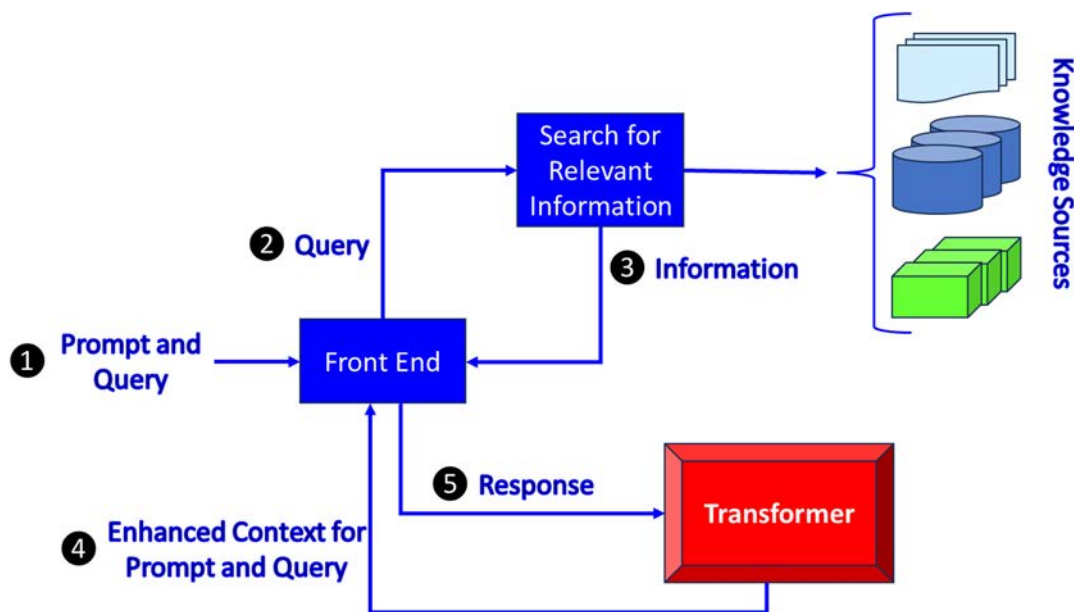 Knowledge Sources
Search for
Relevant
Information
2 Query
3 Information
1 Prompt and
Query
Front End
5 Response
Transformer
4 Enhanced Context for
Prompt and Query